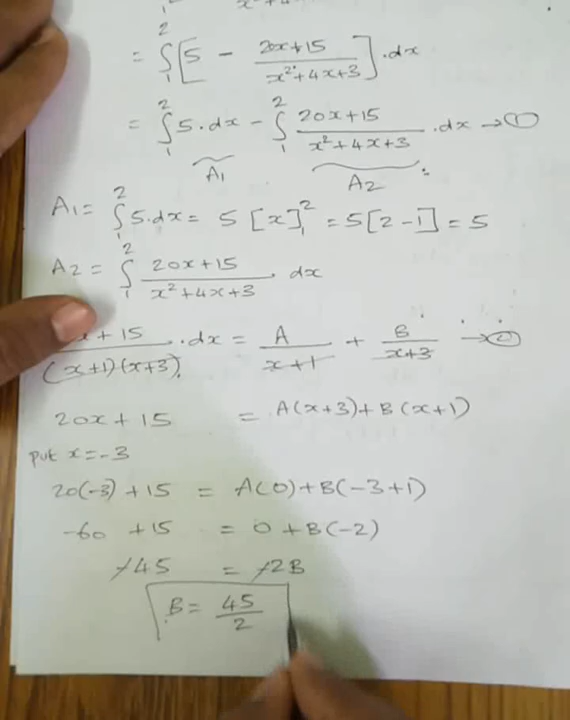 = ∫₁² [5 - (20x+15)/(x²+4x+3)] .dx
= ∫₁² 5.dx - ∫₁² (20x+15)/(x²+4x+3) .dx → ①
A₁ A₂
A₁ = ∫₁² 5.dx = 5 [x]₁² = 5[2-1] = 5
A₂ = ∫₁² (20x+15)/(x²+4x+3) . dx
x+15/(x+1)(x+3) .dx = A/(x+1) + B/(x+3) → ②
20x+15 = A(x+3)+B(x+1)
put x=-3
20(-3)+15 = A(0)+B(-3+1)
-60 +15 = 0+B(-2)
-45 = -2B
B = 45/2